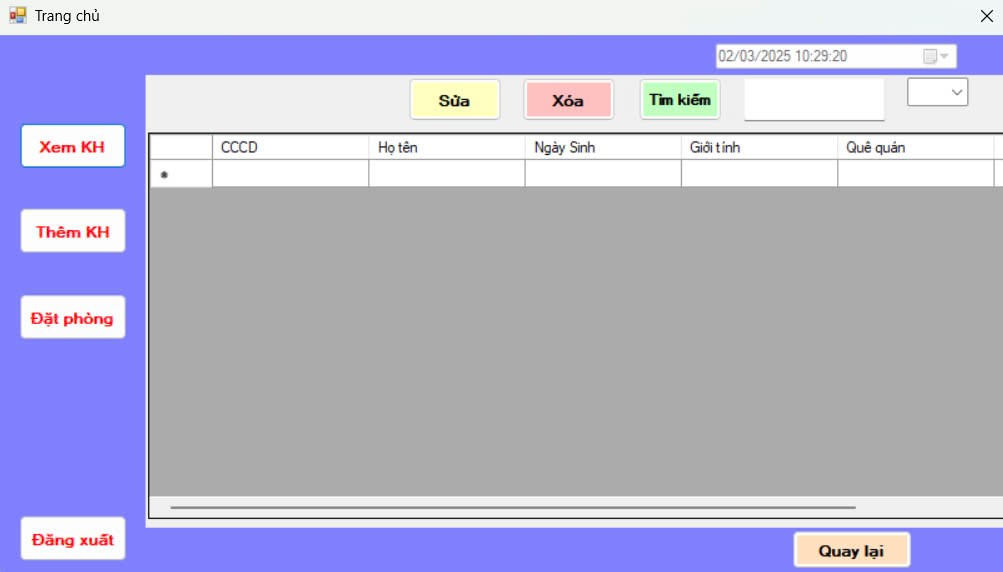 Trang chủ
02/03/2025 10:29:20
Sửa Xóa Tìm kiếm
Xem KH
CCCD Họ tên Ngày Sinh Giới tính Quê quán
Thêm KH
Đặt phòng
Đăng xuất
Quay lại